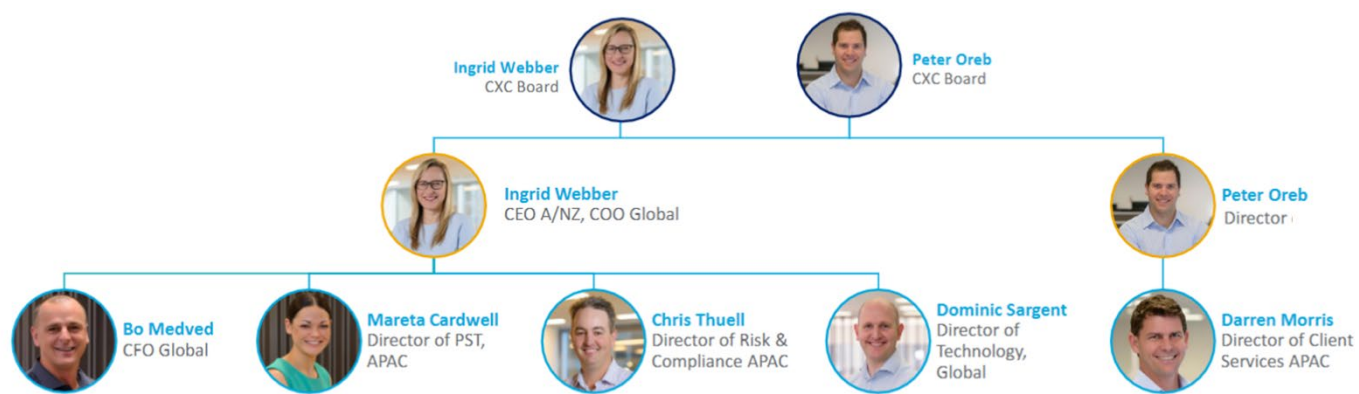 Ingrid Webber
CXC Board
Peter Oreb
CXC Board
Ingrid Webber
CEO A/NZ, COO Global
Peter Oreb
Director
Bo Medved
CFO Global
Mareta Cardwell
Director of PST,
APAC
Chris Thuell
Director of Risk &
Compliance APAC
Dominic Sargent
Director of
Technology,
Global
Darren Morris
Director of Client
Services APAC